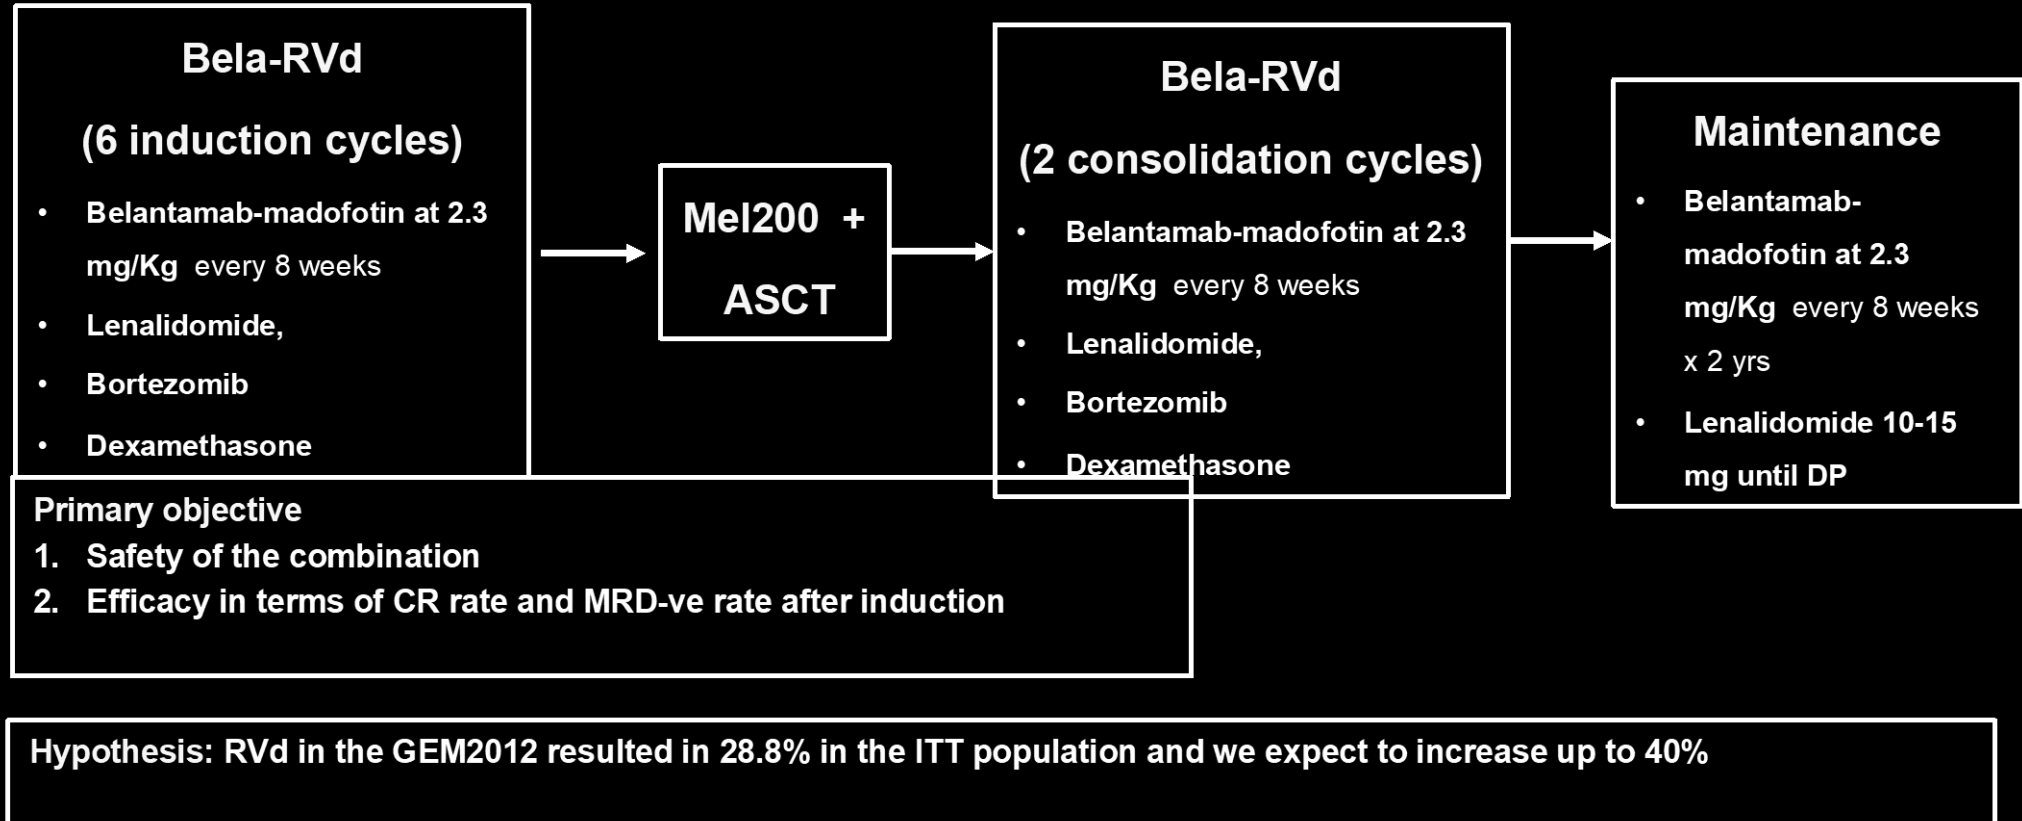 Bela-RVd
(6 induction cycles)
• Belantamab-madofotin at 2.3
mg/Kg every 8 weeks
• Lenalidomide,
• Bortezomib
• Dexamethasone
Mel200 +
ASCT
Bela-RVd
(2 consolidation cycles)
• Belantamab-madofotin at 2.3
mg/Kg every 8 weeks
• Lenalidomide,
• Bortezomib
• Dexamethasone
Maintenance
• Belantamab-
madofotin at 2.3
mg/Kg every 8 weeks
x 2 yrs
• Lenalidomide 10-15
mg until DP
Primary objective
1. Safety of the combination
2. Efficacy in terms of CR rate and MRD-ve rate after induction
Hypothesis: RVd in the GEM2012 resulted in 28.8% in the ITT population and we expect to increase up to 40%